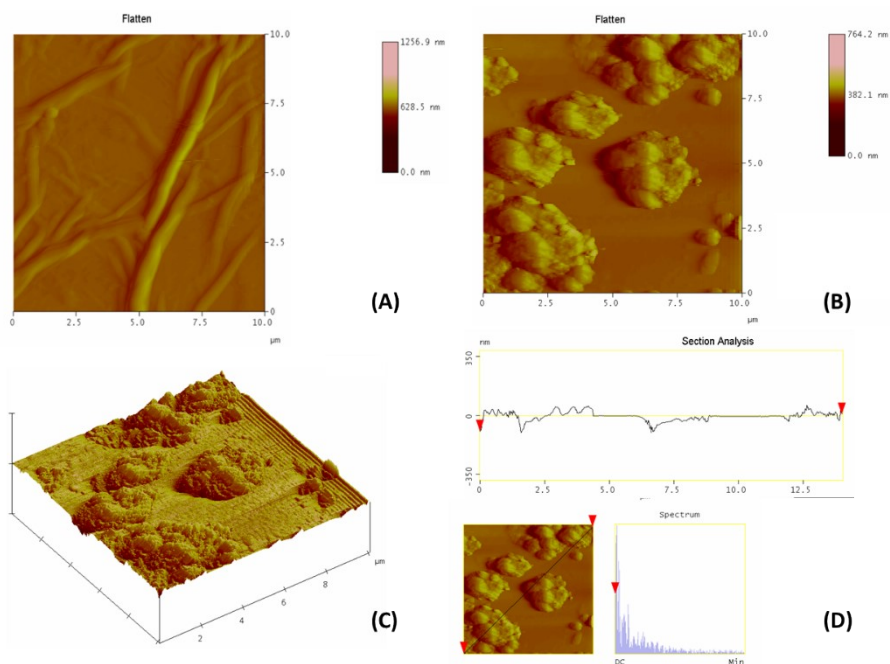 Flatten
10.0
7.5
5.0
2.5
0
0
2.5
5.0
7.5
10.0
µm
1256.9 nm
628.5 nm
0.0 nm
(A)
Flatten
10.0
7.5
5.0
2.5
0
0
2.5
5.0
7.5
10.0
µm
764.2 nm
382.1 nm
0.0 nm
(B)
µm
8
6
4
2
(C)
nm
Section Analysis
350
0
-350
0
2.5
5.0
7.5
10.0
12.5
Spectrum
DC
Min
(D)